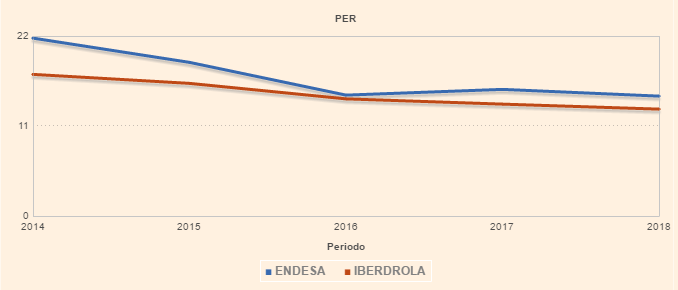 PER
22
11
0
2014 2015 2016 2017 2018
Periodo
ENDESA IBERDROLA